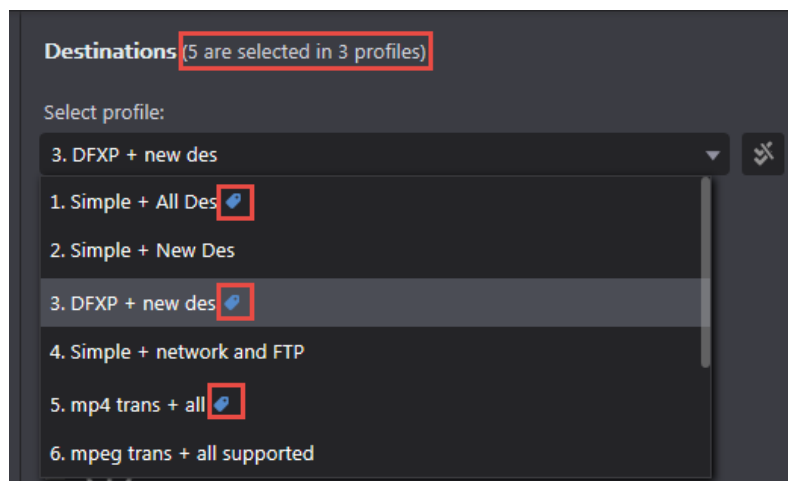 Destinations (5 are selected in 3 profiles)
Select profile:
3. DFXP + new des
1. Simple + All Des
2. Simple + New Des
3. DFXP + new des
4. Simple + network and FTP
5. mp4 trans + all
6. mpeg trans + all supported